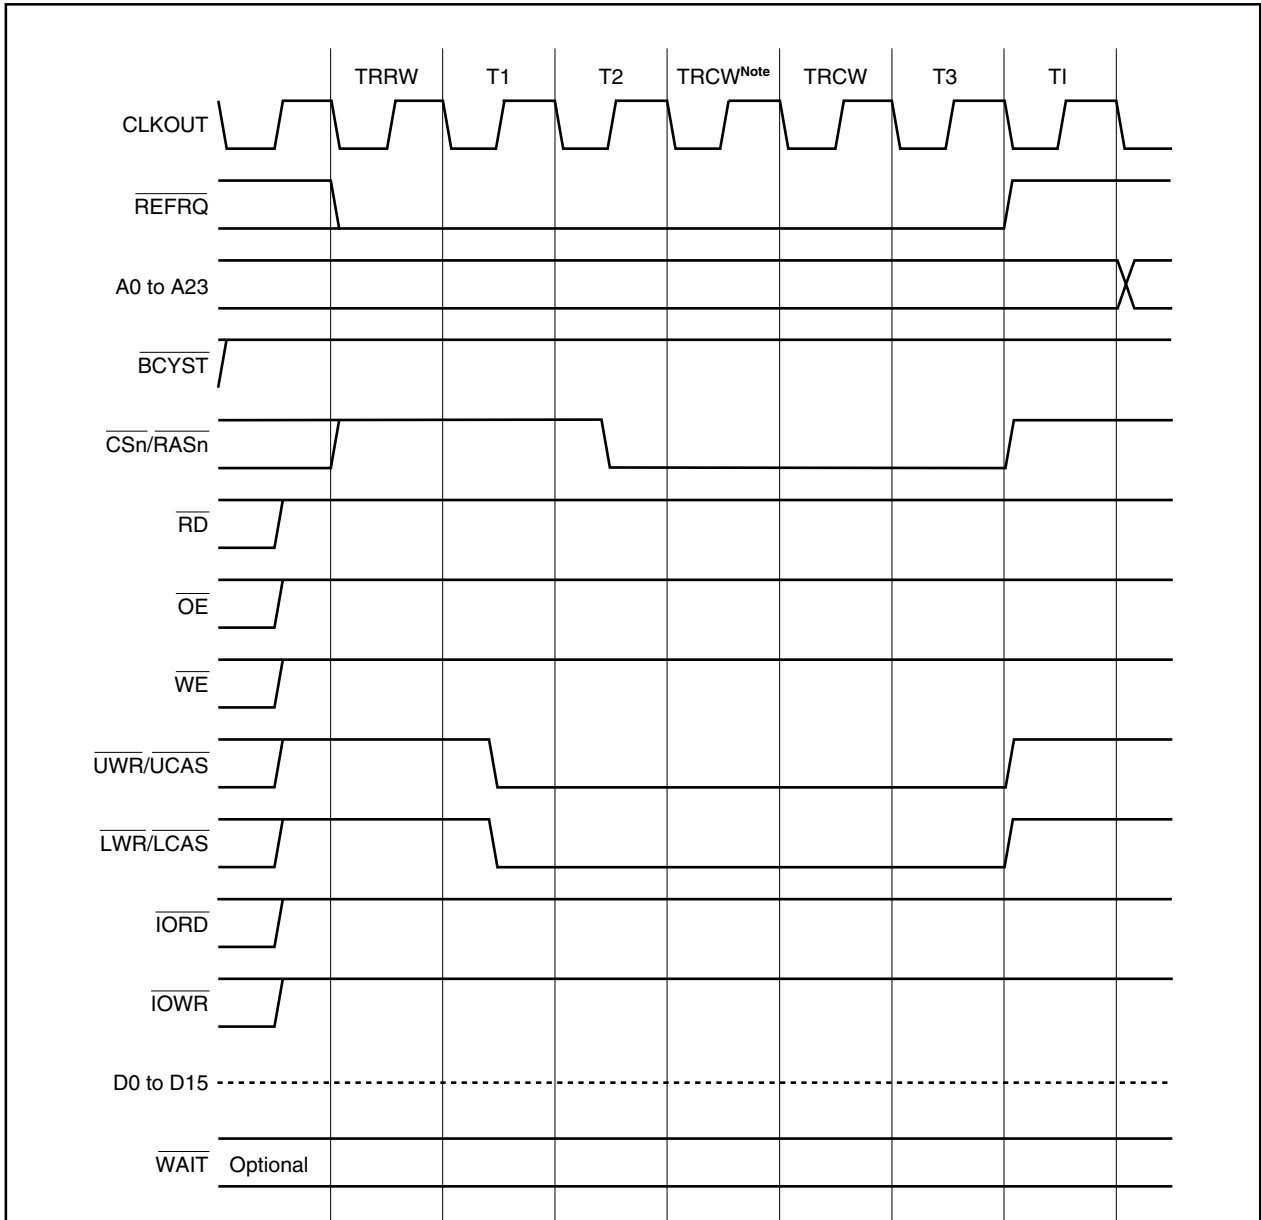 TRRW T1 T2 TRCWNote TRCW T3 TI
CLKOUT
REFRQ
A0 to A23
BCYST
CSn/RASn
RD
OE
WE
UWR/UCAS
LWR/LCAS
IORD
IOWR
D0 to D15
WAIT Optional